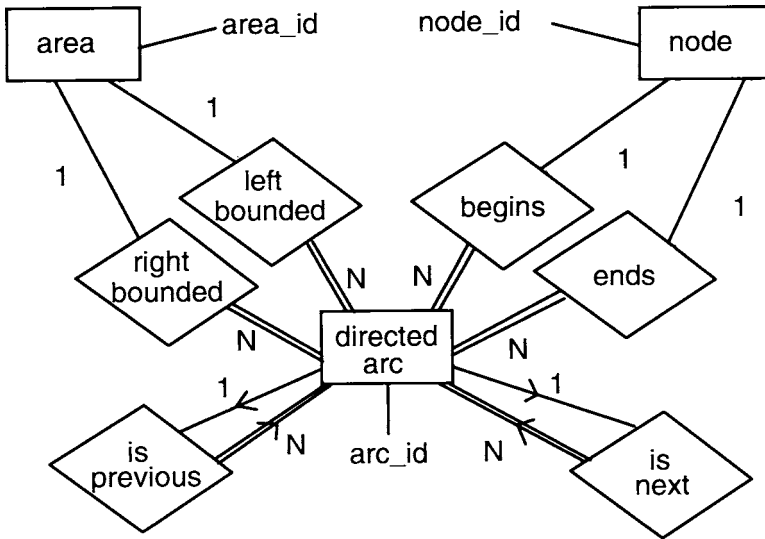 area
area_id
node_id
node
1
1
1
1
left
bounded
begins
right
bounded
ends
N
N
N
N
directed
arc
1
1
is
previous
N
arc_id
N
is
next